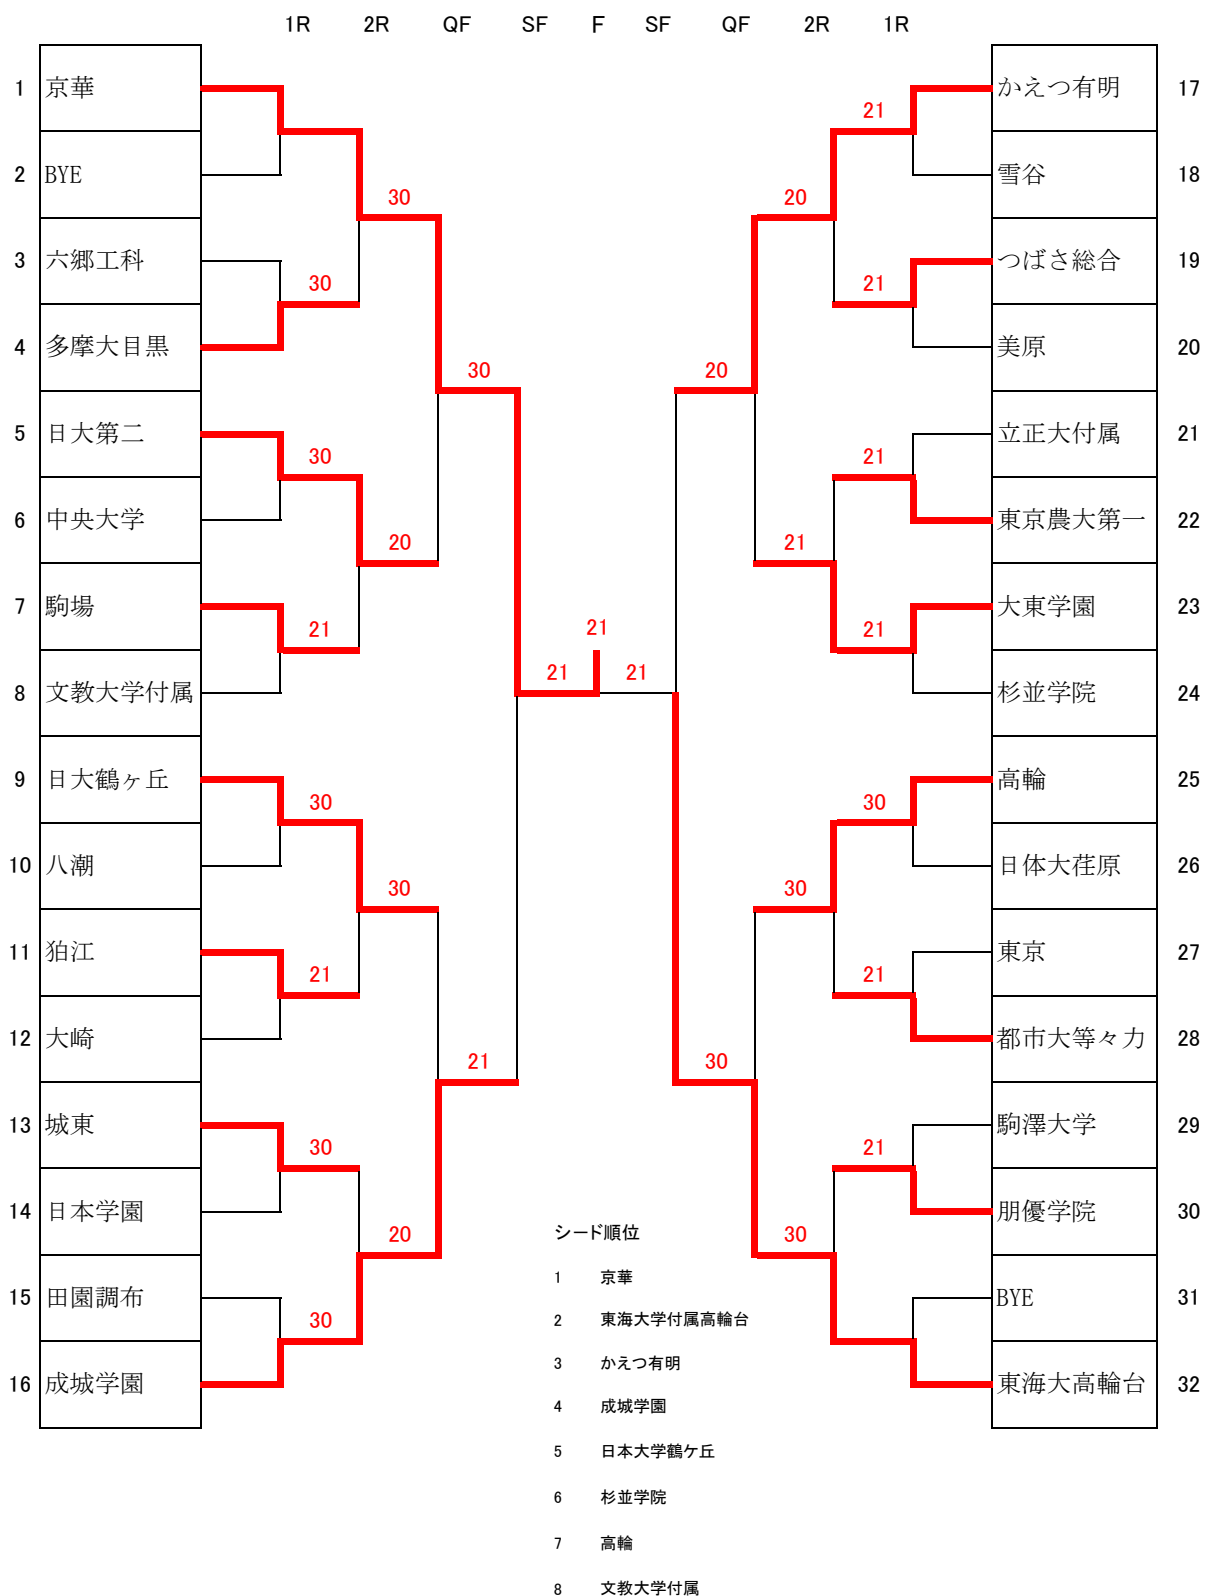 1R 2R QF SF F SF QF 2R 1R
1 京華 かえつ有明 17
21
2 BYE 雪谷 18
30 20
3 六郷工科 つばさ総合 19
30 21
4 多摩大目黒 美原 20
30 20
5 日大第二 立正大付属 21
30 21
6 中央大学 東京農大第一 22
20 21
7 駒場 大東学園 23
21 21 21
21 21
8 文教大学付属 杉並学院 24
9 日大鶴ヶ丘 高輪 25
30 30
10 八潮 日体大荏原 26
30 30
11 狛江 東京 27
21 21
12 大崎 都市大等々力 28
21 30
13 城東 駒澤大学 29
30 21
14 日本学園 朋優学院 30
20 30
シード順位
1 京華
15 田園調布 BYE 31
30
2 東海大学付属高輪台
3 かえつ有明
16 成城学園 東海大高輪台 32
4 成城学園
5 日本大学鶴ケ丘
6 杉並学院
7 高輪
8 文教大学付属